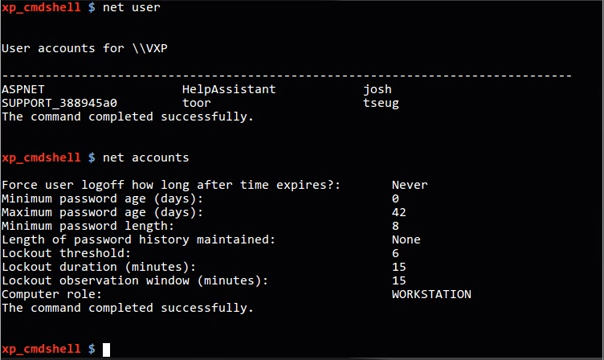 xp_cmdshell $ net user
User accounts for \\VXP
-------------------------------------------------------------------------------
ASPNET HelpAssistant josh
SUPPORT_388945a0 toor tseug
The command completed successfully.
xp_cmdshell $ net accounts
Force user logoff how long after time expires?: Never
Minimum password age (days): 0
Maximum password age (days): 42
Minimum password length: 8
Length of password history maintained: None
Lockout threshold: 6
Lockout duration (minutes): 15
Lockout observation window (minutes): 15
Computer role: WORKSTATION
The command completed successfully.
xp_cmdshell $